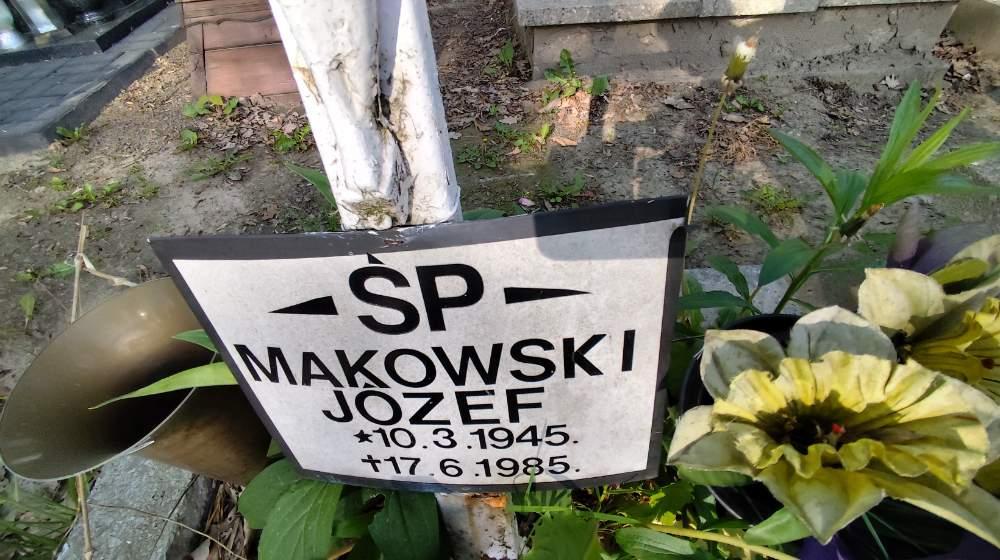 ŚP
MAKOWSKI
JÓZEF
★10.3.1945.
✝17.6.1985.